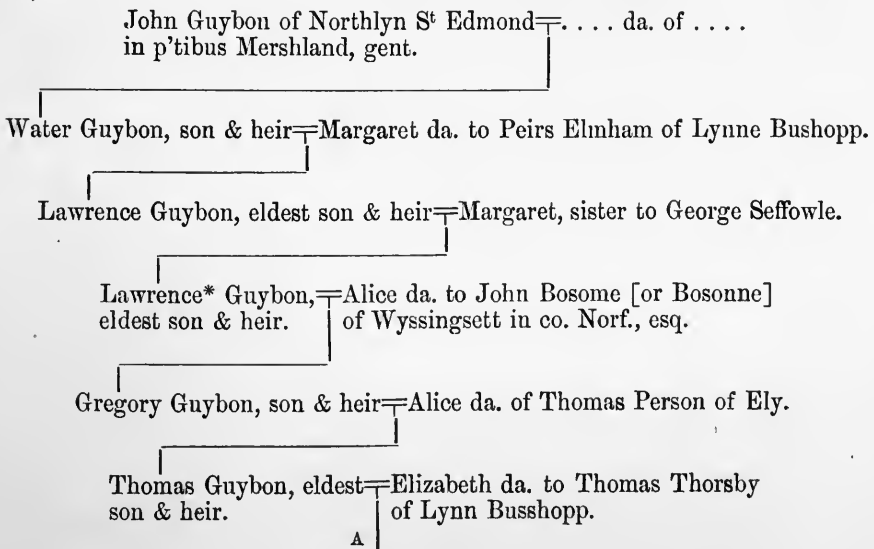 John Guybon of Northlyn Sᵗ Edmond╤. . . . da. of . . . .
in p'tibus Mershland, gent.
Water Guybon, son & heir╤Margaret da. to Peirs Elmham of Lynne Bushopp.
Lawrence Guybon, eldest son & heir╤Margaret, sister to George Seffowle.
Lawrence* Guybon,╤Alice da. to John Bosome [or Bosonne]
eldest son & heir. of Wyssingsett in co. Norf., esq.
Gregory Guybon, son & heir╤Alice da. of Thomas Person of Ely.
Thomas Guybon, eldest╤Elizabeth da. to Thomas Thorsby
son & heir. of Lynn Busshopp.
A